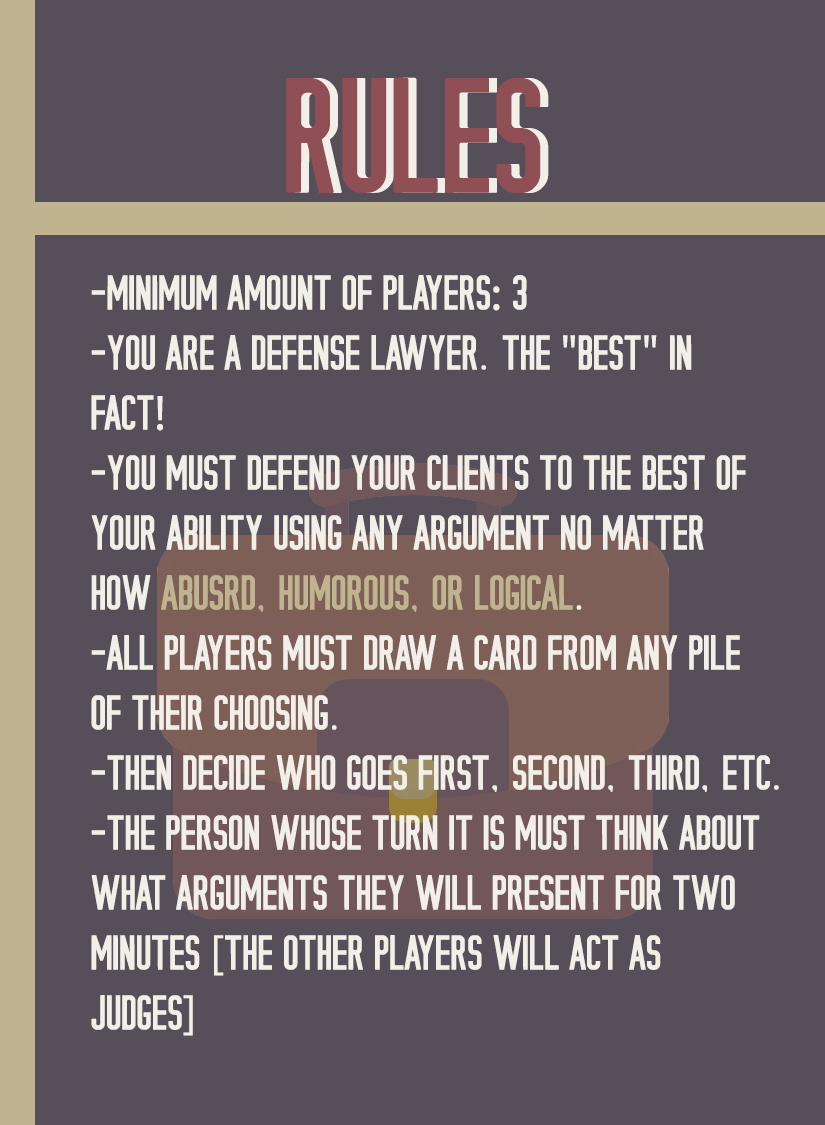 RULES
-MINIMUM AMOUNT OF PLAYERS: 3
-YOU ARE A DEFENSE LAWYER. THE "BEST" IN
FACT!
-YOU MUST DEFEND YOUR CLIENTS TO THE BEST OF
YOUR ABILITY USING ANY ARGUMENT NO MATTER
HOW ABUSRD, HUMOROUS, OR LOGICAL.
-ALL PLAYERS MUST DRAW A CARD FROM ANY PILE
OF THEIR CHOOSING.
-THEN DECIDE WHO GOES FIRST, SECOND, THIRD, ETC.
-THE PERSON WHOSE TURN IT IS MUST THINK ABOUT
WHAT ARGUMENTS THEY WILL PRESENT FOR TWO
MINUTES [THE OTHER PLAYERS WILL ACT AS
JUDGES]